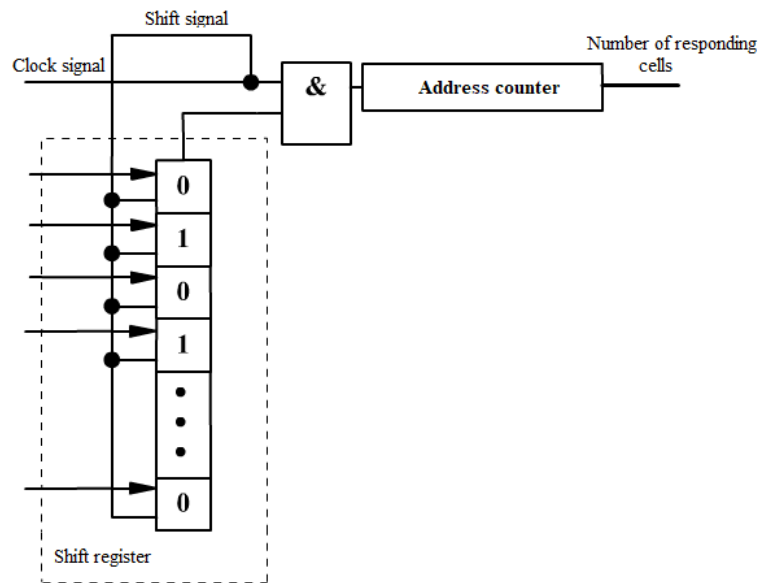 Shift signal
Clock signal
Number of responding
cells
&
Address counter
0
1
0
1
0
Shift register